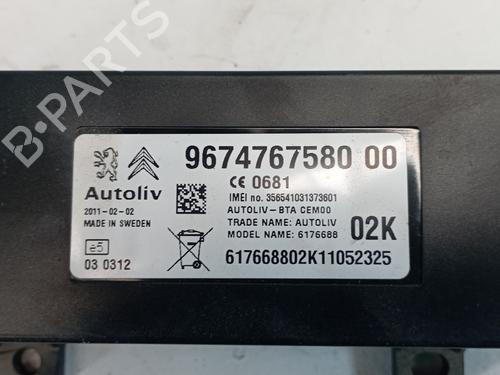 B-PARTS
9674767580 00
CE 0681
Autoliv
IMEI no. 356541031373601
2011-02-02
MADE IN SWEDEN
AUTOLIV-BTA CEM00
TRADE NAME: AUTOLIV
MODEL NAME: 6176688
02K
e5
03 0312
617668802K11052325